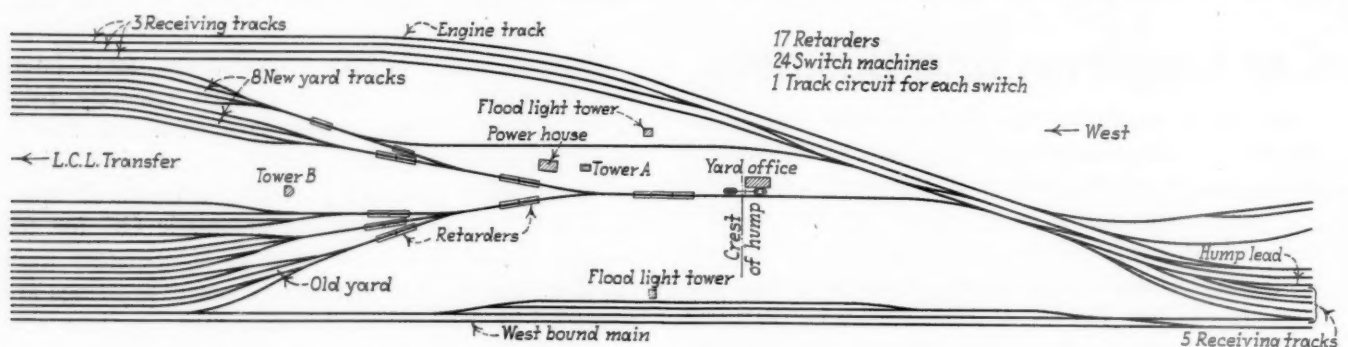 3 Receiving tracks
Engine track
17 Retarders
24 Switch machines
1 Track circuit for each switch
8 New yard tracks
Flood light tower
Power house
West
L.C.L. Transfer
Tower A
Yard office
Tower B
Crest
of hump
Retarders
Hump lead
Old yard
Flood light tower
West bound main
5 Receiving tracks